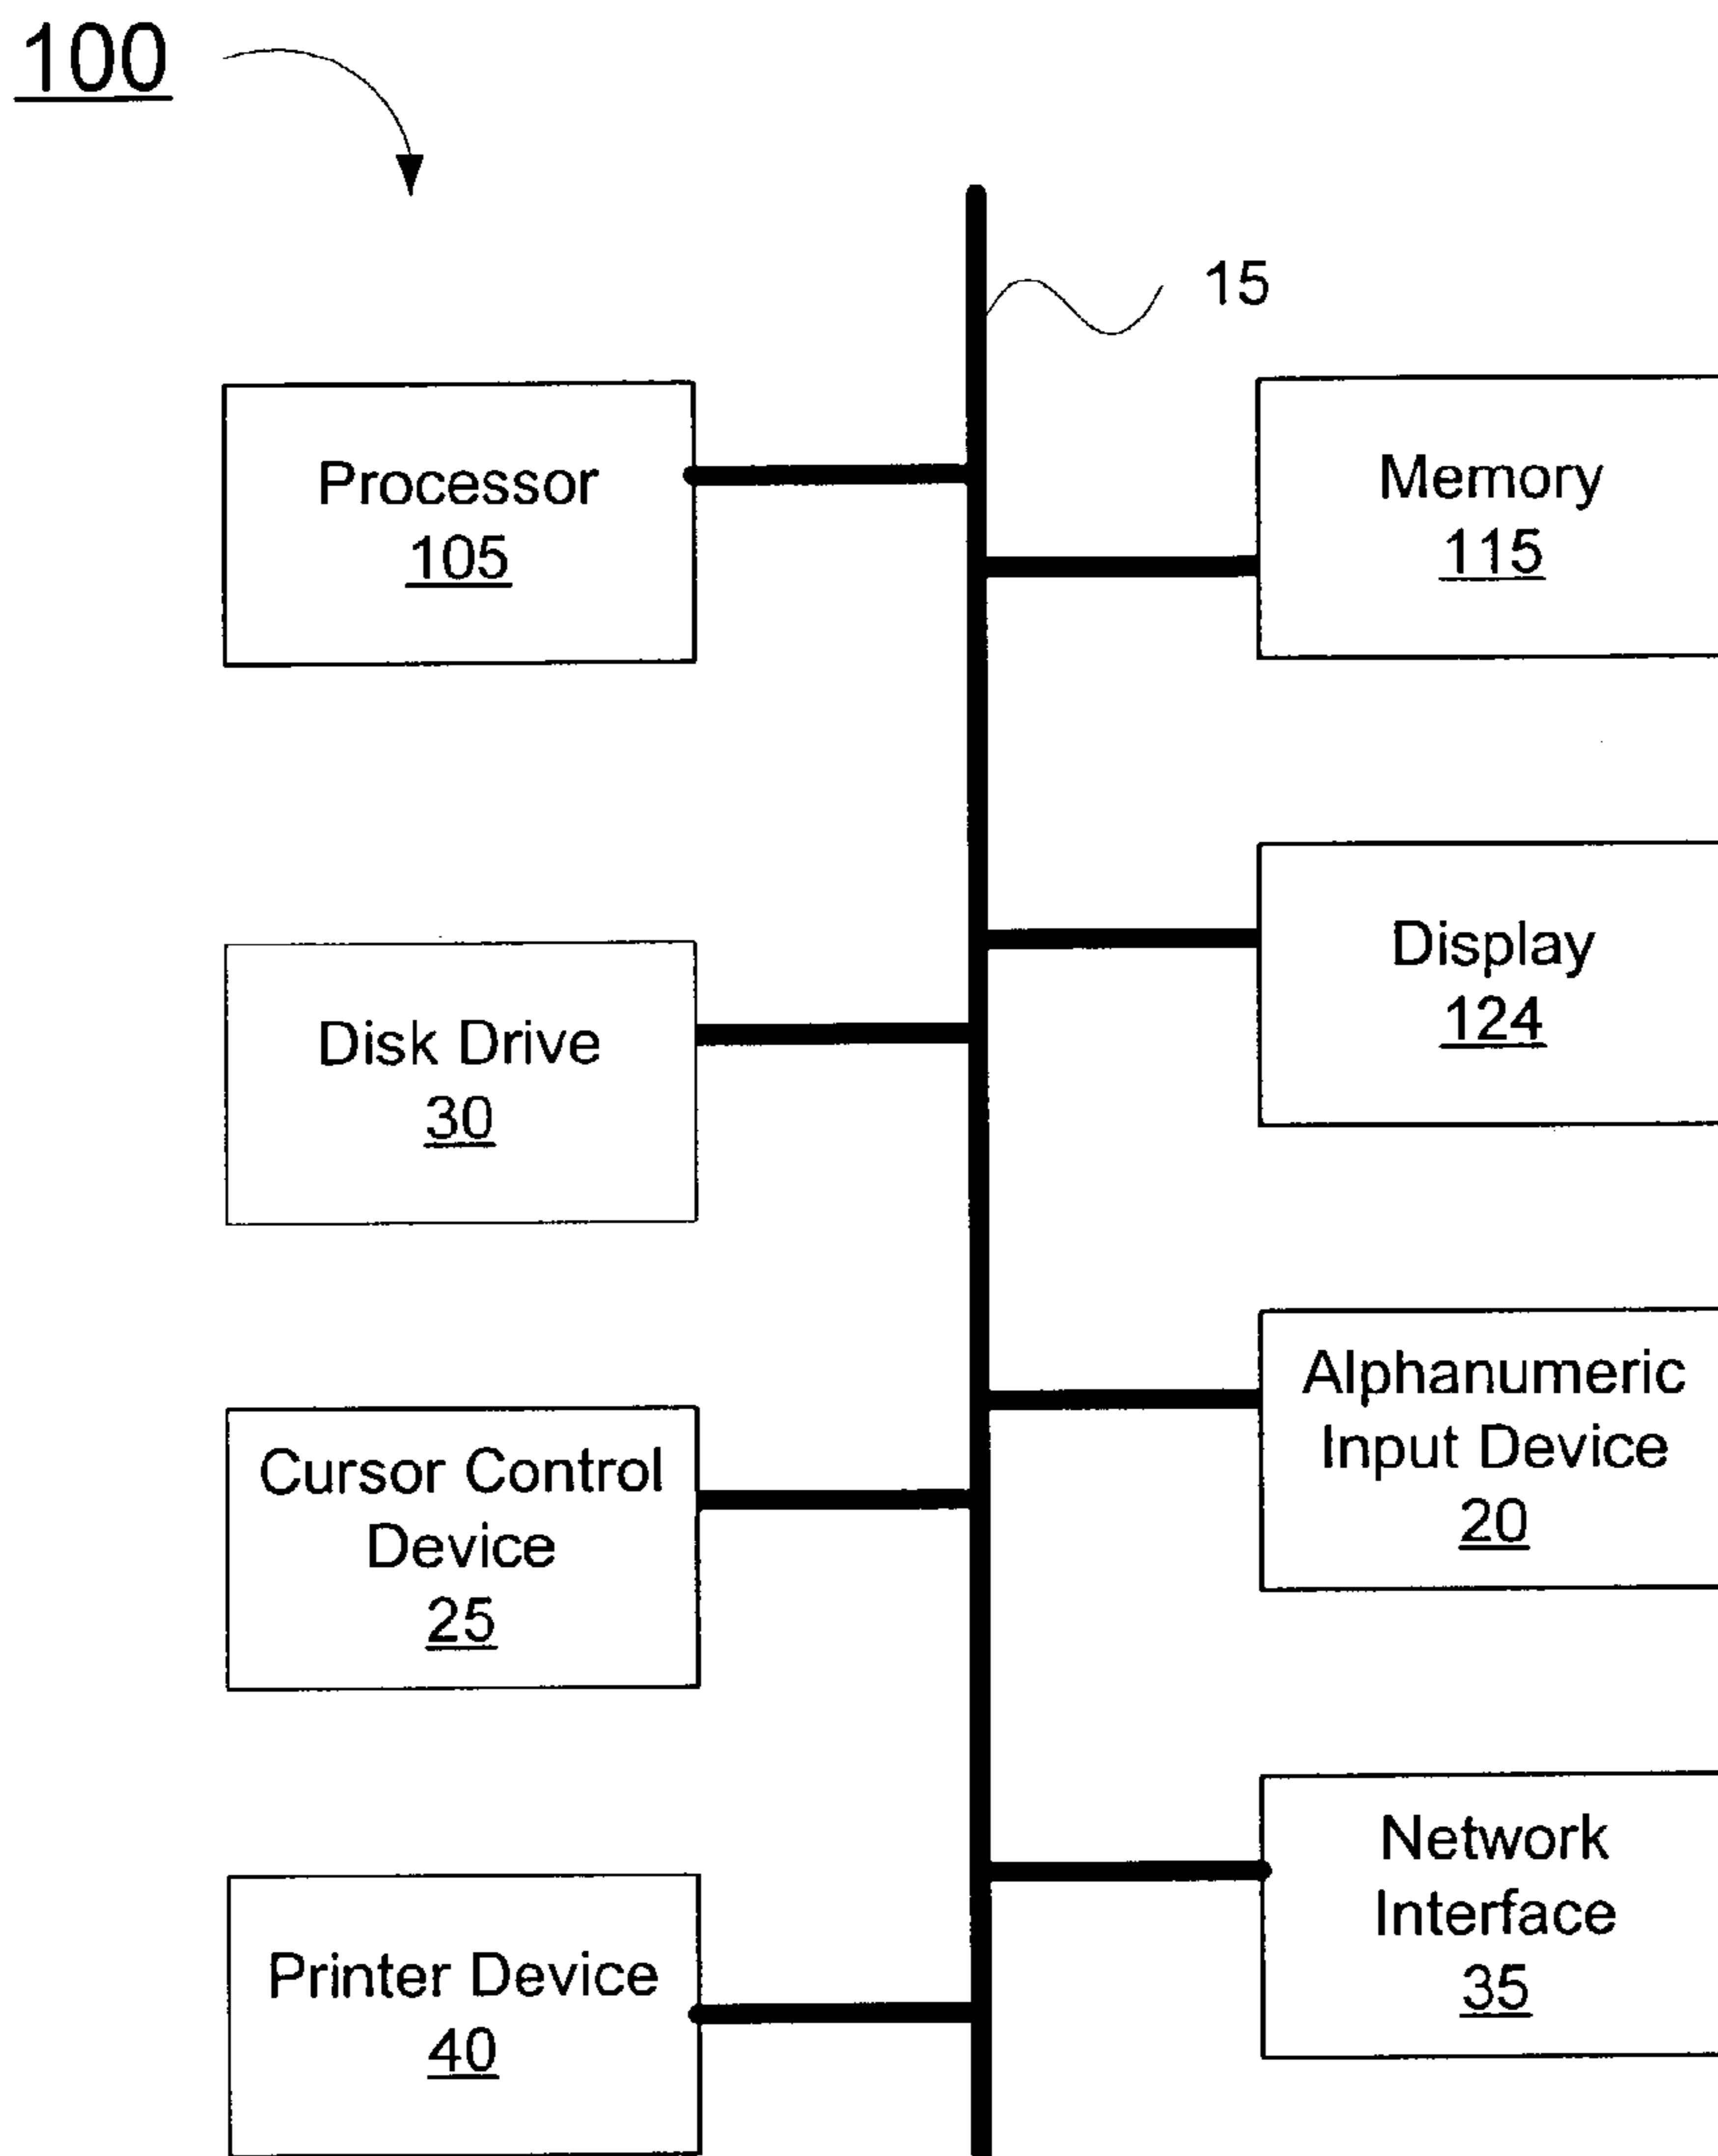 100
15
Processor
105
Memory
115
Display
124
Disk Drive
30
Alphanumeric
Input Device
20
Cursor Control
Device
25
Network
Interface
35
Printer Device
40